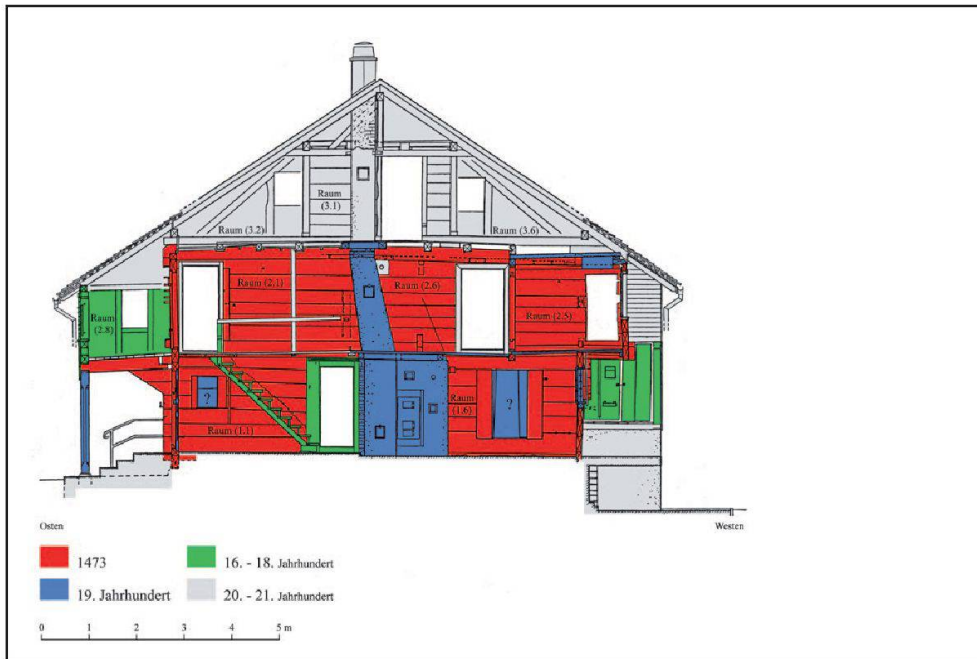 Raum
(3.1)
Raum (3.2)
Raum (3.6)
Raum (2.1)
Raum (2.6)
Raum
(2.8)
Raum (2.5)
?
?
Raum
(1.6)
Raum (1.1)
Osten
Westen
1473
16. - 18. Jahrhundert
19. Jahrhundert
20. - 21. Jahrhundert
0 1 2 3 4 5 m